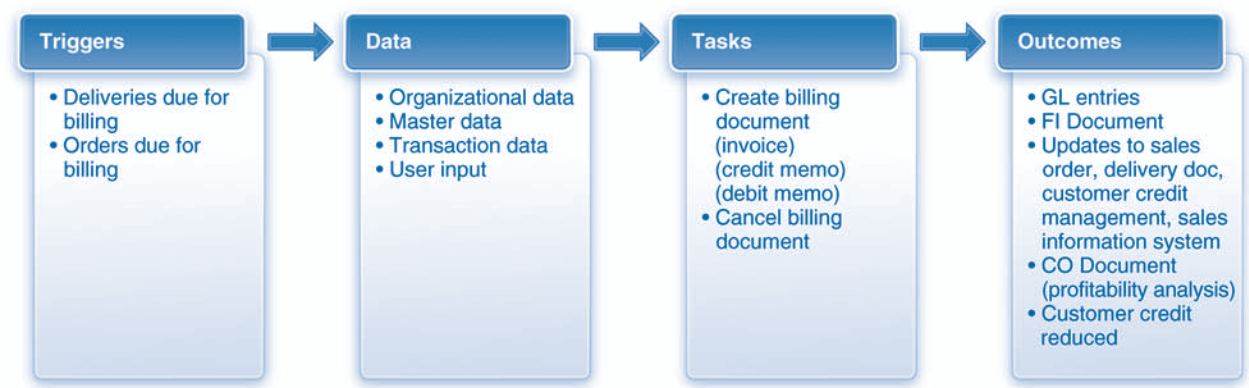 Triggers
• Deliveries due for
billing
• Orders due for
billing
Data
• Organizational data
• Master data
• Transaction data
• User input
Tasks
• Create billing
document
(invoice)
(credit memo)
(debit memo)
• Cancel billing
document
Outcomes
• GL entries
• FI Document
• Updates to sales
order, delivery doc,
customer credit
management, sales
information system
• CO Document
(profitability analysis)
• Customer credit
reduced